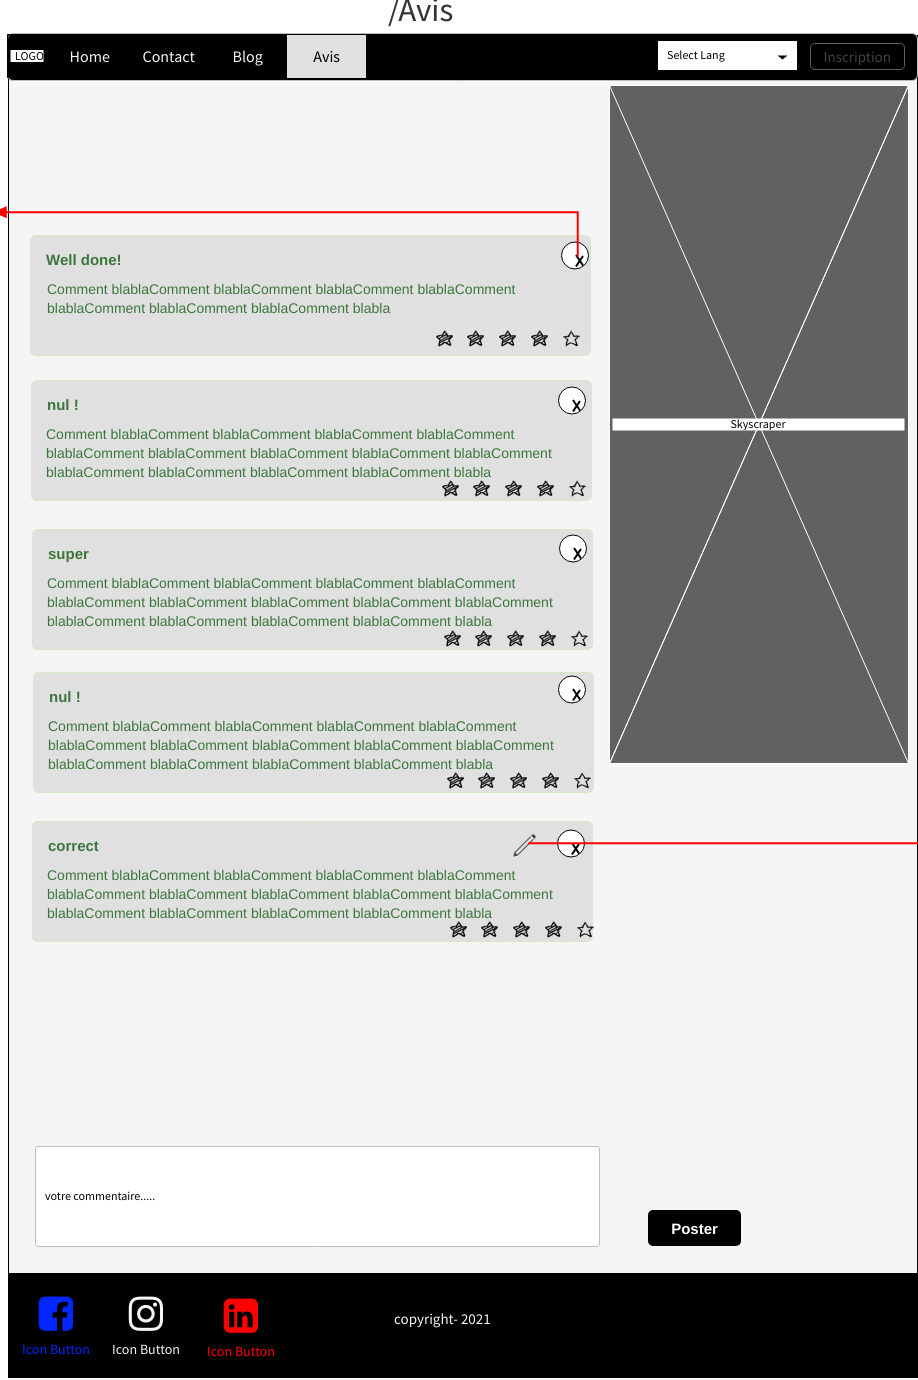 /Avis
LOGO Home Contact Blog Avis Select Lang Inscription
Well done!
X
Comment blablaComment blablaComment blablaComment blablaComment
blablaComment blablaComment blablaComment blabla
nul !
X
Comment blablaComment blablaComment blablaComment blablaComment
blablaComment blablaComment blablaComment blablaComment blablaComment
blablaComment blablaComment blablaComment blablaComment blabla
Skyscraper
super
X
Comment blablaComment blablaComment blablaComment blablaComment
blablaComment blablaComment blablaComment blablaComment blablaComment
blablaComment blablaComment blablaComment blablaComment blabla
nul !
X
Comment blablaComment blablaComment blablaComment blablaComment
blablaComment blablaComment blablaComment blablaComment blablaComment
blablaComment blablaComment blablaComment blablaComment blabla
correct
X
Comment blablaComment blablaComment blablaComment blablaComment
blablaComment blablaComment blablaComment blablaComment blablaComment
blablaComment blablaComment blablaComment blablaComment blabla
votre commentaire.....
Poster
copyright- 2021
Icon Button Icon Button Icon Button